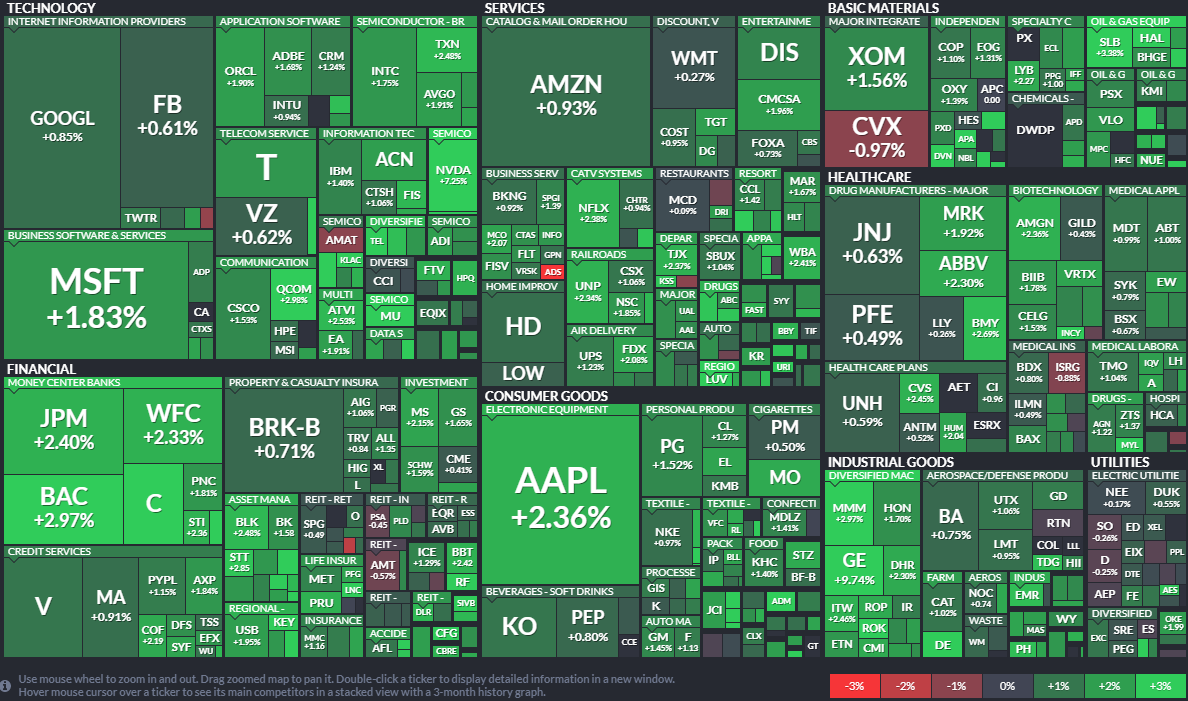 TECHNOLOGY
INTERNET INFORMATION PROVIDERS
GOOGL
+0.85%
FB
+0.61%
TWTR
APPLICATION SOFTWARE
ORCL
+1.90%
ADBE
+1.68%
CRM
+1.24%
INTU
+0.94%
SEMICONDUCTOR - BR
INTC
+1.75%
TXN
+2.48%
AVGO
+1.91%
BUSINESS SOFTWARE & SERVICES
MSFT
+1.83%
ADP
CA
CTXS
TELECOM SERVICE
T
VZ
+0.62%
INFORMATION TEC
IBM
+1.40%
ACN
CTSH
+1.06%
FIS
SEMICO
NVDA
+7.25%
COMMUNICATION
CSCO
+1.53%
QCOM
+2.98%
HPE
MSI
SEMICO
AMAT
KLAC
DIVERSIFIE
TEL
SEMICO
ADI
DIVERSI
CCI
FTV
HPQ
MULTI
ATVI
+2.53%
EA
+1.91%
SEMICO
MU
DATA S
EQIX
SERVICES
CATALOG & MAIL ORDER HOU
AMZN
+0.93%
DISCOUNT, V
WMT
+0.27%
COST
+0.95%
TGT
DG
ENTERTAINME
DIS
CMCSA
+1.96%
FOXA
+0.73%
CBS
BUSINESS SERV
BKNG
+0.92%
SPGI
+1.39
MCO
+2.07
CTAS
INFO
FISV
FLT
GPN
VRSK
ADS
CATV SYSTEMS
NFLX
+2.38%
CHTR
+0.94%
RESTAURANTS
MCD
+0.09%
DRI
RESORT
CCL
+1.42
MAR
+1.67%
HLT
RAILROADS
UNP
+2.34%
CSX
+1.06%
NSC
+1.85%
DEPAR
TJX
+2.37%
KSS
SPECIA
SBUX
+1.04%
APPA
WBA
+2.41%
HOME IMPROV
HD
LOW
MAJOR
UAL
AAL
DRUGS
ABC
FAST
SYY
AIR DELIVERY
UPS
+1.23%
FDX
+2.08%
SPECIA
AUTO
BBY
TIF
KR
REGIO
LUV
URI
BASIC MATERIALS
MAJOR INTEGRATE
XOM
+1.56%
CVX
-0.97%
INDEPENDEN
COP
+1.10%
EOG
+1.31%
OXY
+1.39%
APC
0.00
PXD
HES
APA
DVN
NBL
SPECIALTY C
PX
ECL
LYB
+2.27
PPG
+1.00
IFF
CHEMICALS -
DWDP
APD
OIL & GAS EQUIP
SLB
+3.38%
HAL
BHGE
OIL & G
PSX
VLO
MPC
HFC
OIL & G
KMI
NUE
HEALTHCARE
DRUG MANUFACTURERS - MAJOR
JNJ
+0.63%
MRK
+1.92%
ABBV
+2.30%
PFE
+0.49%
LLY
+0.26%
BMY
+2.69%
BIOTECHNOLOGY
AMGN
+2.36%
GILD
+0.43%
BIIB
+1.78%
VRTX
CELG
+1.53%
INCY
MEDICAL APPL
MDT
+0.99%
ABT
+1.00%
SYK
+0.79%
EW
BSX
+0.67%
HEALTH CARE PLANS
UNH
+0.59%
CVS
+2.45%
AET
CI
+0.96
ANTM
+0.52%
HUM
+2.04
ESRX
MEDICAL INS
BDX
+0.80%
ISRG
-0.88%
ILMN
+0.49%
BAX
MEDICAL LABORA
TMO
+1.04%
IQV
LH
A
DRUGS -
AGN
+1.22
ZTS
+1.37
MYL
HOSPI
HCA
FINANCIAL
MONEY CENTER BANKS
JPM
+2.40%
WFC
+2.33%
BAC
+2.97%
C
PNC
+1.81%
STI
+2.36
PROPERTY & CASUALTY INSURA
BRK-B
+0.71%
AIG
+1.06%
PGR
TRV
+0.84
ALL
+1.35
HIG
XL
L
INVESTMENT
MS
+2.15%
GS
+1.65%
SCHW
+1.59%
CME
+0.41%
CREDIT SERVICES
V
MA
+0.91%
PYPL
+1.15%
AXP
+1.84%
COF
+2.19
DFS
TSS
SYF
EFX
WU
ASSET MANA
BLK
+2.48%
BK
+1.58
STT
+2.85
REIT - RET
SPG
+0.49
O
REIT - IN
PSA
-0.45
PLD
REIT - R
EQR
ESS
AVB
REIT -
AMT
-0.57%
ICE
+1.29%
BBT
+2.42
RF
LIFE INSUR
MET
PFG
LNC
PRU
REGIONAL -
USB
+1.95%
KEY
INSURANCE
MMC
+1.16
REIT -
REIT -
DLR
SIVB
ACCIDE
AFL
CFG
CBRE
CONSUMER GOODS
ELECTRONIC EQUIPMENT
AAPL
+2.36%
PERSONAL PRODU
PG
+1.52%
CL
+1.27%
EL
KMB
CIGARETTES
PM
+0.50%
MO
BEVERAGES - SOFT DRINKS
KO
PEP
+0.80%
CCE
TEXTILE -
NKE
+0.97%
TEXTILE -
VFC
RL
CONFECTI
MDLZ
+1.41%
PROCESSE
GIS
K
PACK
IP
BLL
FOOD
KHC
+1.40%
STZ
BF-B
AUTO MA
GM
+1.45%
F
+1.13
JCI
ADM
CLX
GT
INDUSTRIAL GOODS
DIVERSIFIED MAC
MMM
+2.97%
HON
+1.70%
GE
+9.74%
DHR
+2.30%
ITW
+2.46%
ROP
IR
ROK
ETN
CMI
AEROSPACE/DEFENSE PRODU
BA
+0.75%
UTX
+1.06%
GD
RTN
LMT
+0.95%
COL
LLL
TDG
HII
FARM
CAT
+1.02%
DE
AEROS
NOC
+0.74
WASTE
WM
INDUS
EMR
MAS
WY
PH
UTILITIES
ELECTRIC UTILITIE
NEE
+0.17%
DUK
+0.55%
SO
-0.26%
ED
XEL
D
-0.25%
EIX
PPL
DTE
AEP
FE
AES
DIVERSIFIED
EXC
SRE
ES
PEG
OKE
+1.99
Use mouse wheel to zoom in and out. Drag zoomed map to pan it. Double-click a ticker to display detailed information in a new window.
Hover mouse cursor over a ticker to see its main competitors in a stacked view with a 3-month history graph.
-3%
-2%
-1%
0%
+1%
+2%
+3%